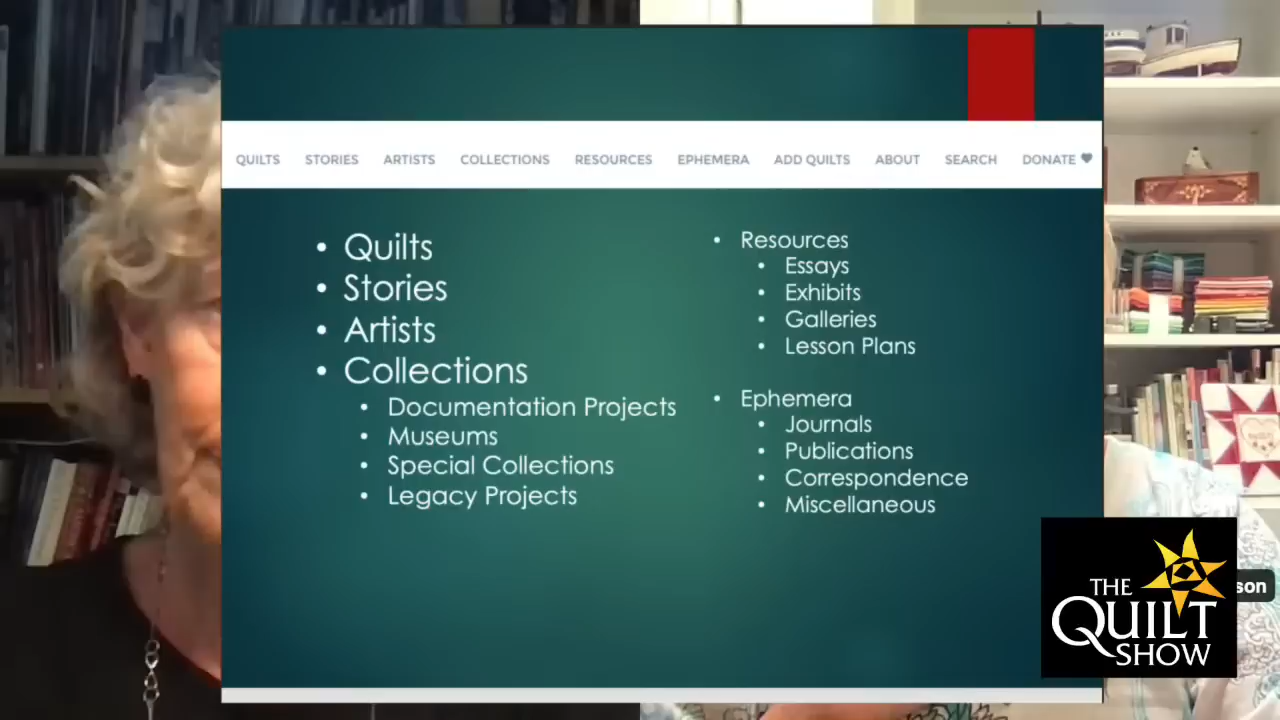 QUILTS STORIES ARTISTS COLLECTIONS RESOURCES EPHEMERA ADD QUILTS ABOUT SEARCH DONATE
• Quilts
• Stories
• Artists
• Collections
• Documentation Projects
• Museums
• Special Collections
• Legacy Projects
• Resources
• Essays
• Exhibits
• Galleries
• Lesson Plans
• Ephemera
• Journals
• Publications
• Correspondence
• Miscellaneous
THE
QUILT
SHOW
son